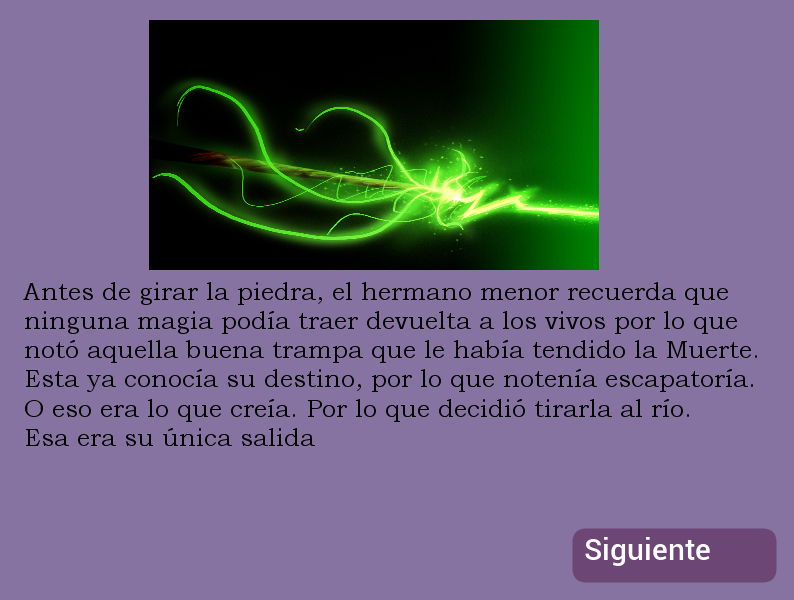 Antes de girar la piedra, el hermano menor recuerda que
ninguna magia podía traer devuelta a los vivos por lo que
notó aquella buena trampa que le había tendido la Muerte.
Esta ya conocía su destino, por lo que notenía escapatoría.
O eso era lo que creía. Por lo que decidió tirarla al río.
Esa era su única salida
Siguiente